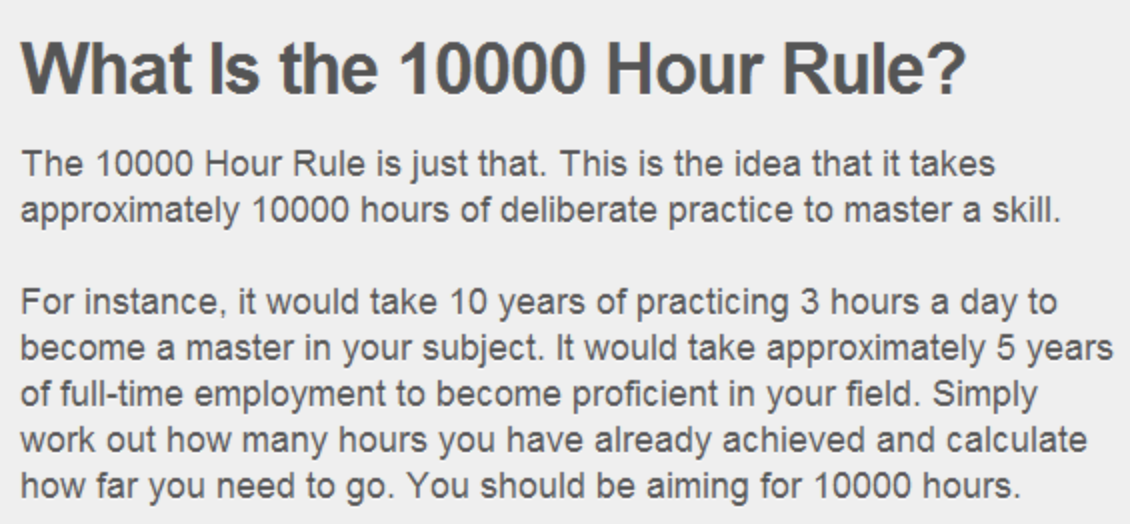 What Is the 10000 Hour Rule?
The 10000 Hour Rule is just that. This is the idea that it takes
approximately 10000 hours of deliberate practice to master a skill.
For instance, it would take 10 years of practicing 3 hours a day to
become a master in your subject. It would take approximately 5 years
of full-time employment to become proficient in your field. Simply
work out how many hours you have already achieved and calculate
how far you need to go. You should be aiming for 10000 hours.